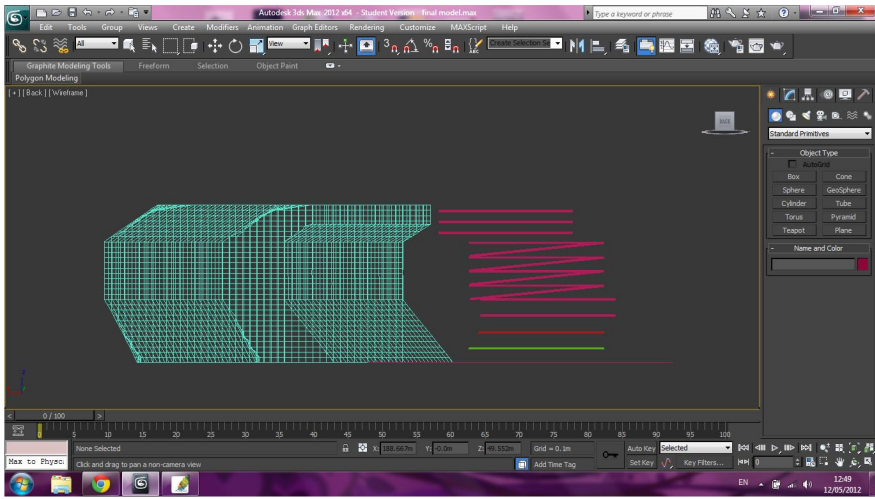 Autodesk 3ds Max 2012 x64 - Student Version final model.max
Type a keyword or phrase
Edit Tools Group Views Create Modifiers Animation Graph Editors Rendering Customize MAXScript Help
All View Create Selection Se
Graphite Modeling Tools Freeform Selection Object Paint
Polygon Modeling
[ + ] [ Back ] [ Wireframe ]
BACK
Standard Primitives
- Object Type
AutoGrid
Box Cone
Sphere GeoSphere
Cylinder Tube
Torus Pyramid
Teapot Plane
- Name and Color
< 0 / 100 >
0 5 10 15 20 25 30 35 40 45 50 55 60 65 70 75 80 85 90 95 100
None Selected X: 188.667m Y: -0.0m Z: 49.552m Grid = 0.1m Auto Key Selected
Max to Physc: Click and drag to pan a non-camera view Add Time Tag Set Key Key Filters... 0
EN 12:49
12/05/2012